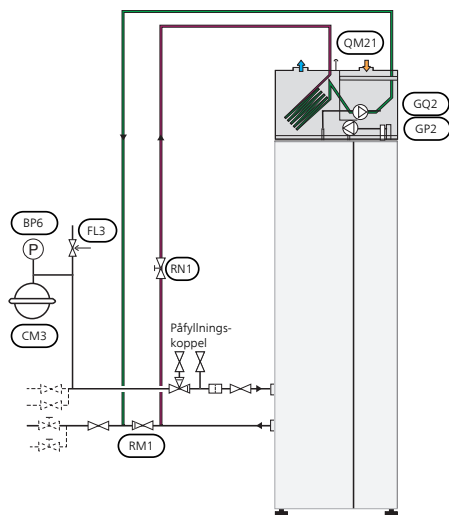 QM21
GQ2
GP2
BP6
P
FL3
RN1
CM3
Påfyllnings-
koppel
RM1